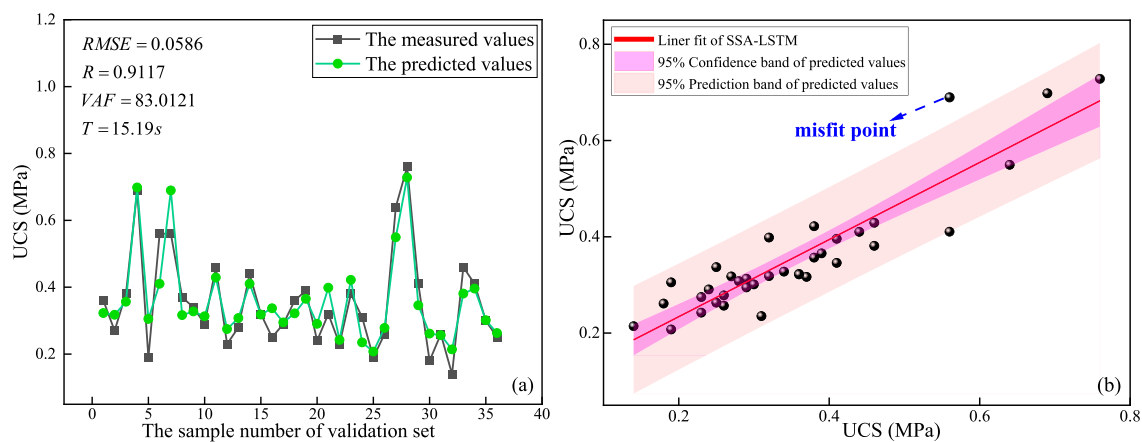 RMSE = 0.0586
R = 0.9117
VAF = 83.0121
T = 15.19s
The measured values
The predicted values
1.2
1.0
0.8
0.6
0.4
0.2
UCS (MPa)
0 5 10 15 20 25 30 35 40
The sample number of validation set
(a)
Liner fit of SSA-LSTM
95% Confidence band of predicted values
95% Prediction band of predicted values
misfit point
0.8
0.6
0.4
0.2
UCS (MPa)
0.2 0.4 0.6 0.8
UCS (MPa)
(b)